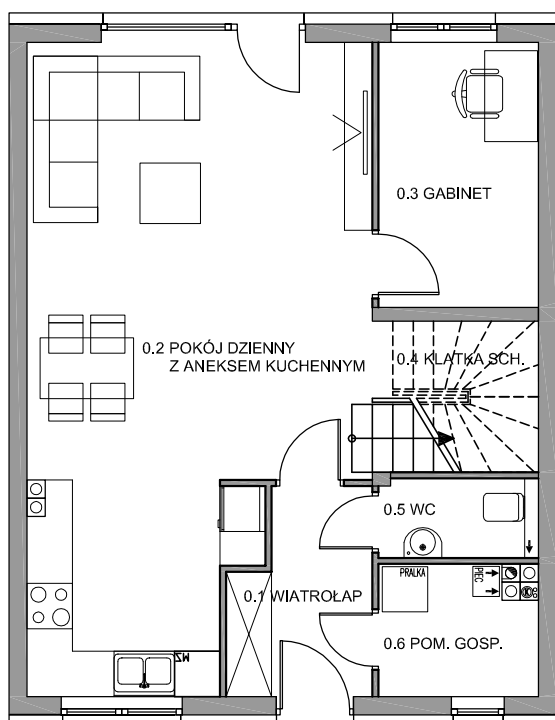 0.3 GABINET
0.2 POKÓJ DZIENNY
Z ANEKSEM KUCHENNYM
0.4 KLATKA SCH.
0.5 WC
PRALKA
PIEC
0.1 WIATROŁAP
0.6 POM. GOSP.
ZM